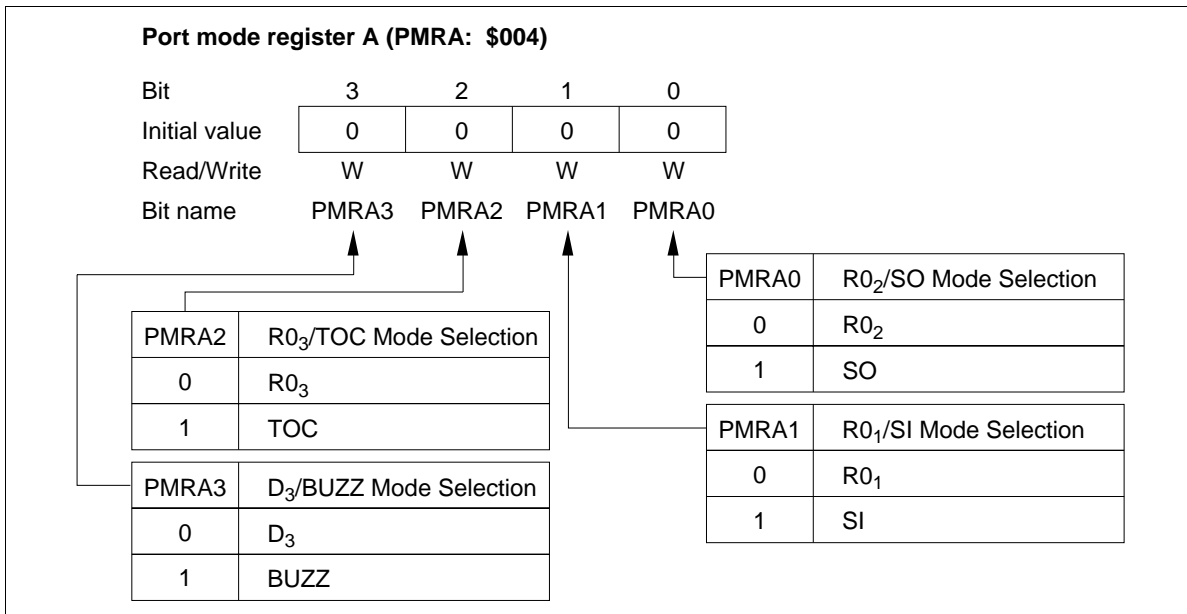 Port mode register A (PMRA: $004)
Bit 3 2 1 0
Initial value 0 0 0 0
Read/Write W W W W
Bit name PMRA3 PMRA2 PMRA1 PMRA0
PMRA2 R0₃/TOC Mode Selection
0 R0₃
1 TOC
PMRA3 D₃/BUZZ Mode Selection
0 D₃
1 BUZZ
PMRA0 R0₂/SO Mode Selection
0 R0₂
1 SO
PMRA1 R0₁/SI Mode Selection
0 R0₁
1 SI